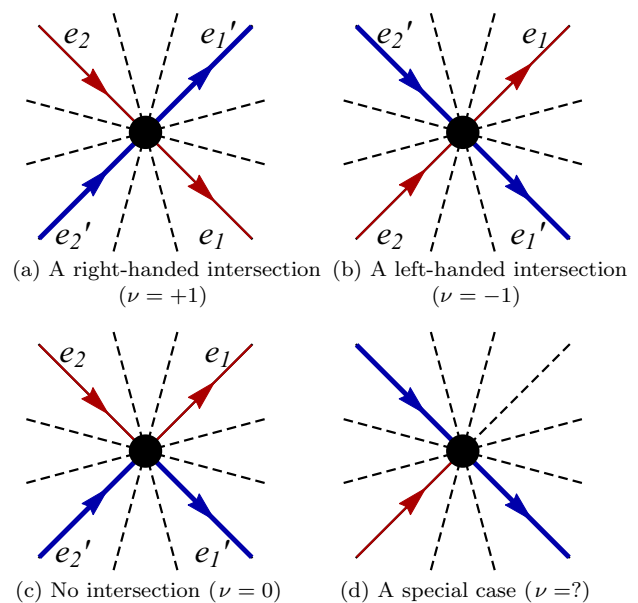 e2 e1′
e2′ e1
(a) A right-handed intersection
(ν = +1)
e2′ e1
e2 e1′
(b) A left-handed intersection
(ν = −1)
e2 e1
e2′ e1′
(c) No intersection (ν = 0)
(d) A special case (ν =?)